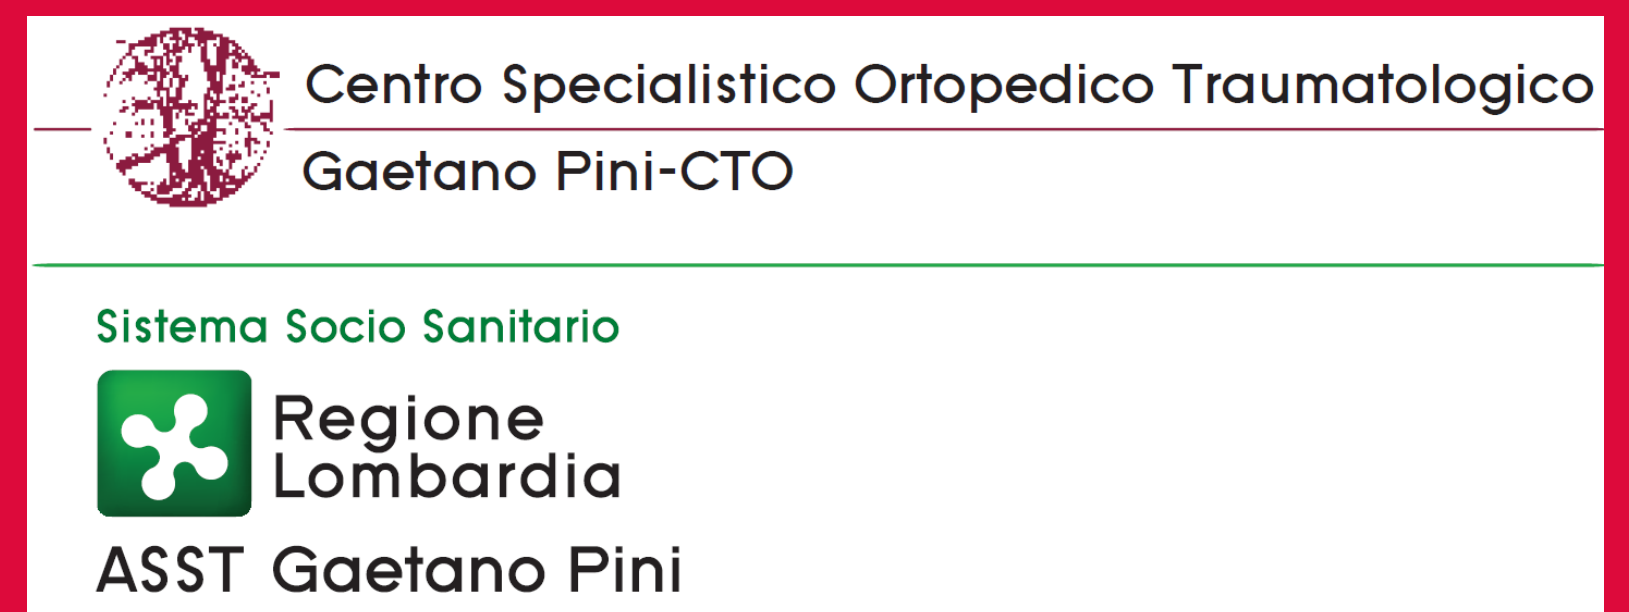 Centro Specialistico Ortopedico Traumatologico
Gaetano Pini-CTO
Sistema Socio Sanitario
Regione
Lombardia
ASST Gaetano Pini